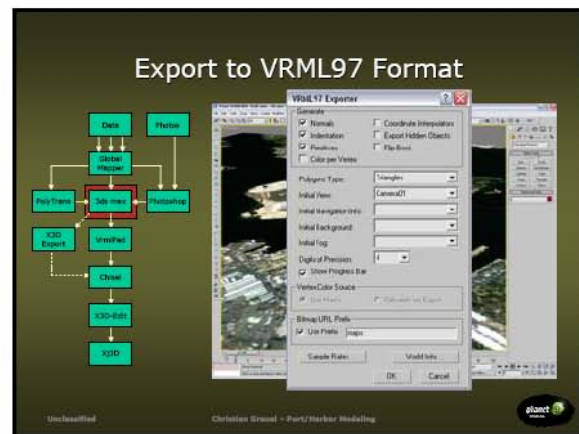 Export to VRML97 Format
Data
Photos
Global Mapper
PolyTrans
3ds max
Photoshop
X3D Export
VrmlPad
Chisel
X3D-Edit
Xj3D
VRML97 Exporter
Generate
Normals
Coordinate Interpolators
Indentation
Export Hidden Objects
Primitives
Flip-Book
Color per Vertex
Polygons Type:
Triangles
Initial View:
Camera01
Initial Navigation Info:
Initial Background:
Initial Fog:
Digits of Precision:
4
Show Progress Bar
Vertex Color Source
Bitmap URL Prefix
Use Prefix
maps
Sample Rates
World Info
OK
Cancel
Unclassified
Christian Greuel - Port/Harbor Modeling
planet